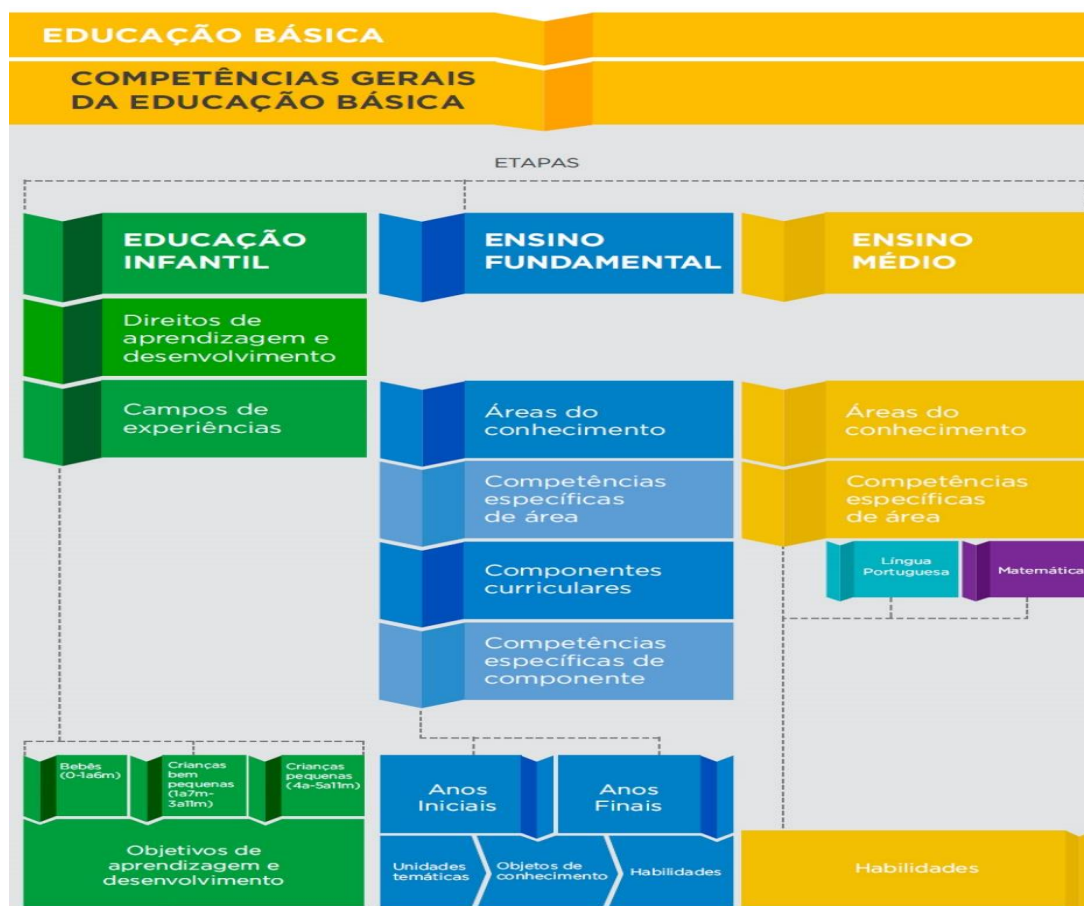 EDUCAÇÃO BÁSICA
COMPETÊNCIAS GERAIS
DA EDUCAÇÃO BÁSICA
ETAPAS
EDUCAÇÃO
INFANTIL
Direitos de
aprendizagem e
desenvolvimento
Campos de
experiências
Bebês
(0-1a6m)
Crianças
bem
pequenas
(1a7m-
3a11m)
Crianças
pequenas
(4a-5a11m)
Objetivos de
aprendizagem e
desenvolvimento
ENSINO
FUNDAMENTAL
Áreas do
conhecimento
Competências
específicas
de área
Componentes
curriculares
Competências
específicas de
componente
Anos
Iniciais
Anos
Finais
Unidades
temáticas
Objetos de
conhecimento
Habilidades
ENSINO
MÉDIO
Áreas do
conhecimento
Competências
específicas
de área
Língua
Portuguesa
Matemática
Habilidades